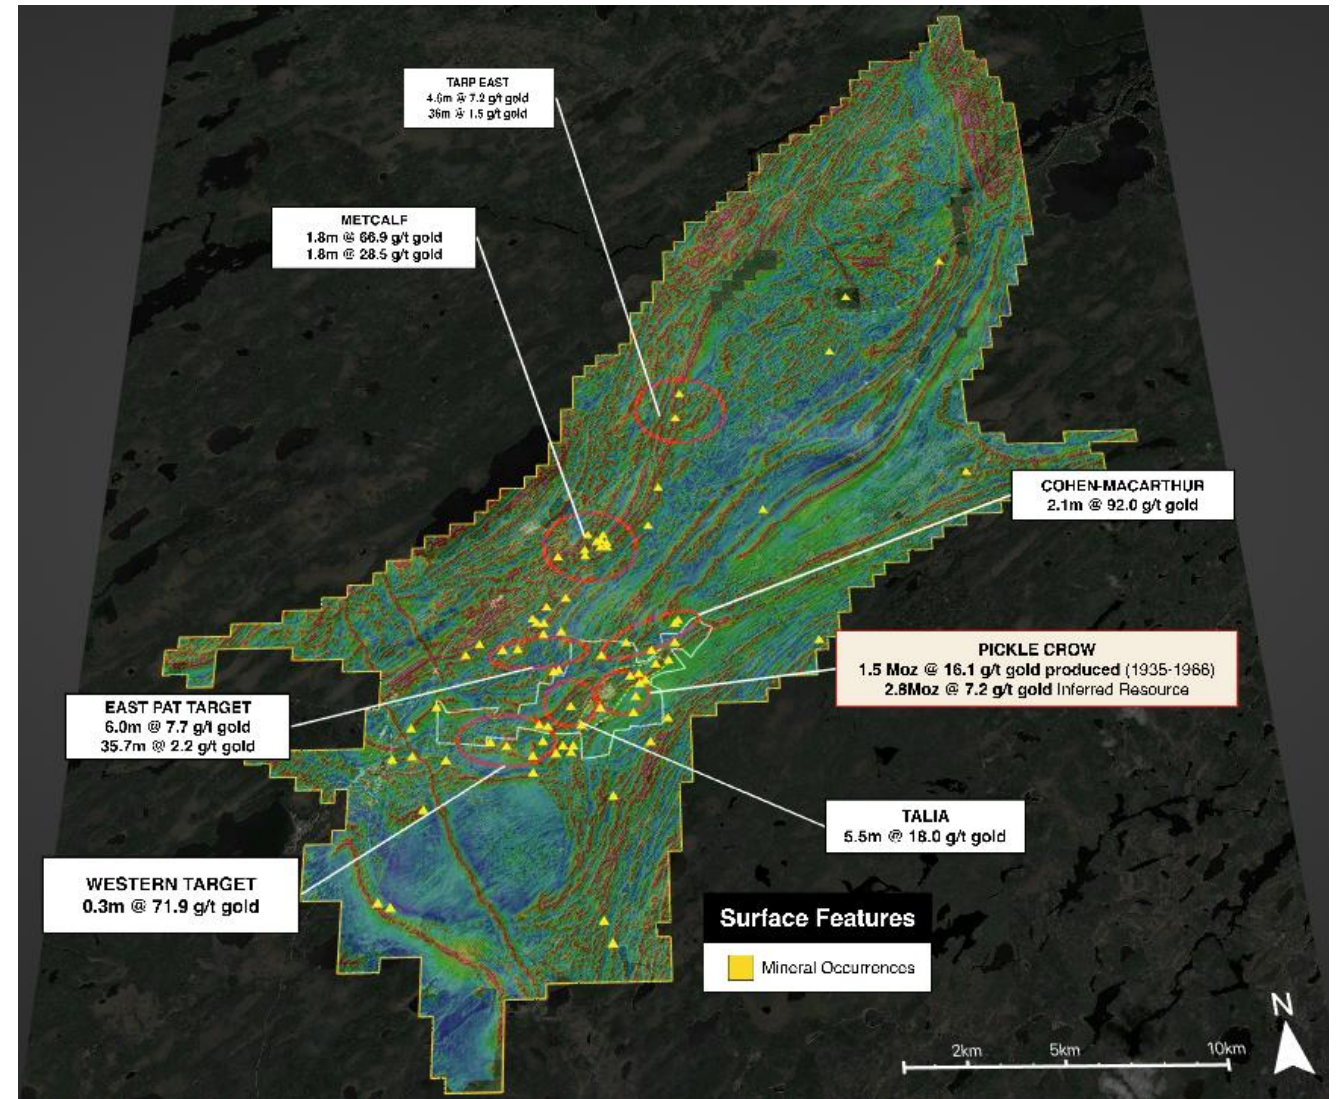 TARP EAST
4.6m @ 7.2 g/t gold
36m @ 1.5 g/t gold
METCALF
1.8m @ 66.9 g/t gold
1.8m @ 28.5 g/t gold
COHEN-MACARTHUR
2.1m @ 92.0 g/t gold
PICKLE CROW
1.5 Moz @ 16.1 g/t gold produced (1935-1966)
2.8Moz @ 7.2 g/t gold Inferred Resource
EAST PAT TARGET
6.0m @ 7.7 g/t gold
35.7m @ 2.2 g/t gold
TALIA
5.5m @ 18.0 g/t gold
WESTERN TARGET
0.3m @ 71.9 g/t gold
Surface Features
Mineral Occurrences
N
2km 5km 10km